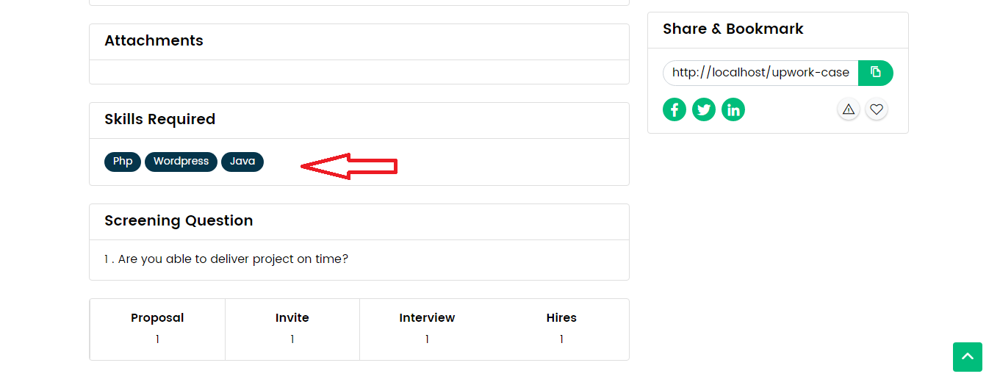 Attachments
Skills Required
Php Wordpress Java
Screening Question
1 . Are you able to deliver project on time?
Proposal Invite Interview Hires
1 1 1 1
Share & Bookmark
http://localhost/upwork-case